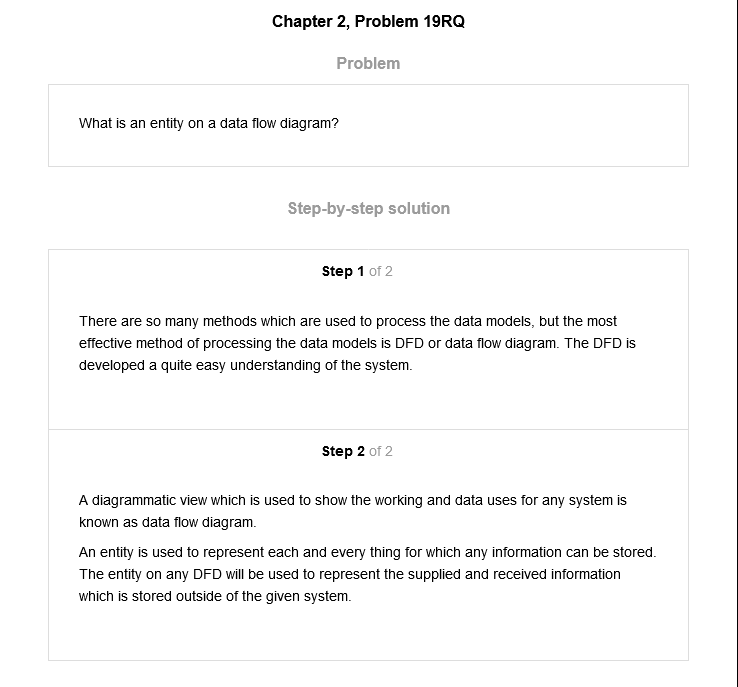 Chapter 2, Problem 19RQ
Problem
What is an entity on a data flow diagram?
Step-by-step solution
Step 1 of 2
There are so many methods which are used to process the data models, but the most
effective method of processing the data models is DFD or data flow diagram. The DFD is
developed a quite easy understanding of the system.
Step 2 of 2
A diagrammatic view which is used to show the working and data uses for any system is
known as data flow diagram.
An entity is used to represent each and every thing for which any information can be stored.
The entity on any DFD will be used to represent the supplied and received information
which is stored outside of the given system.